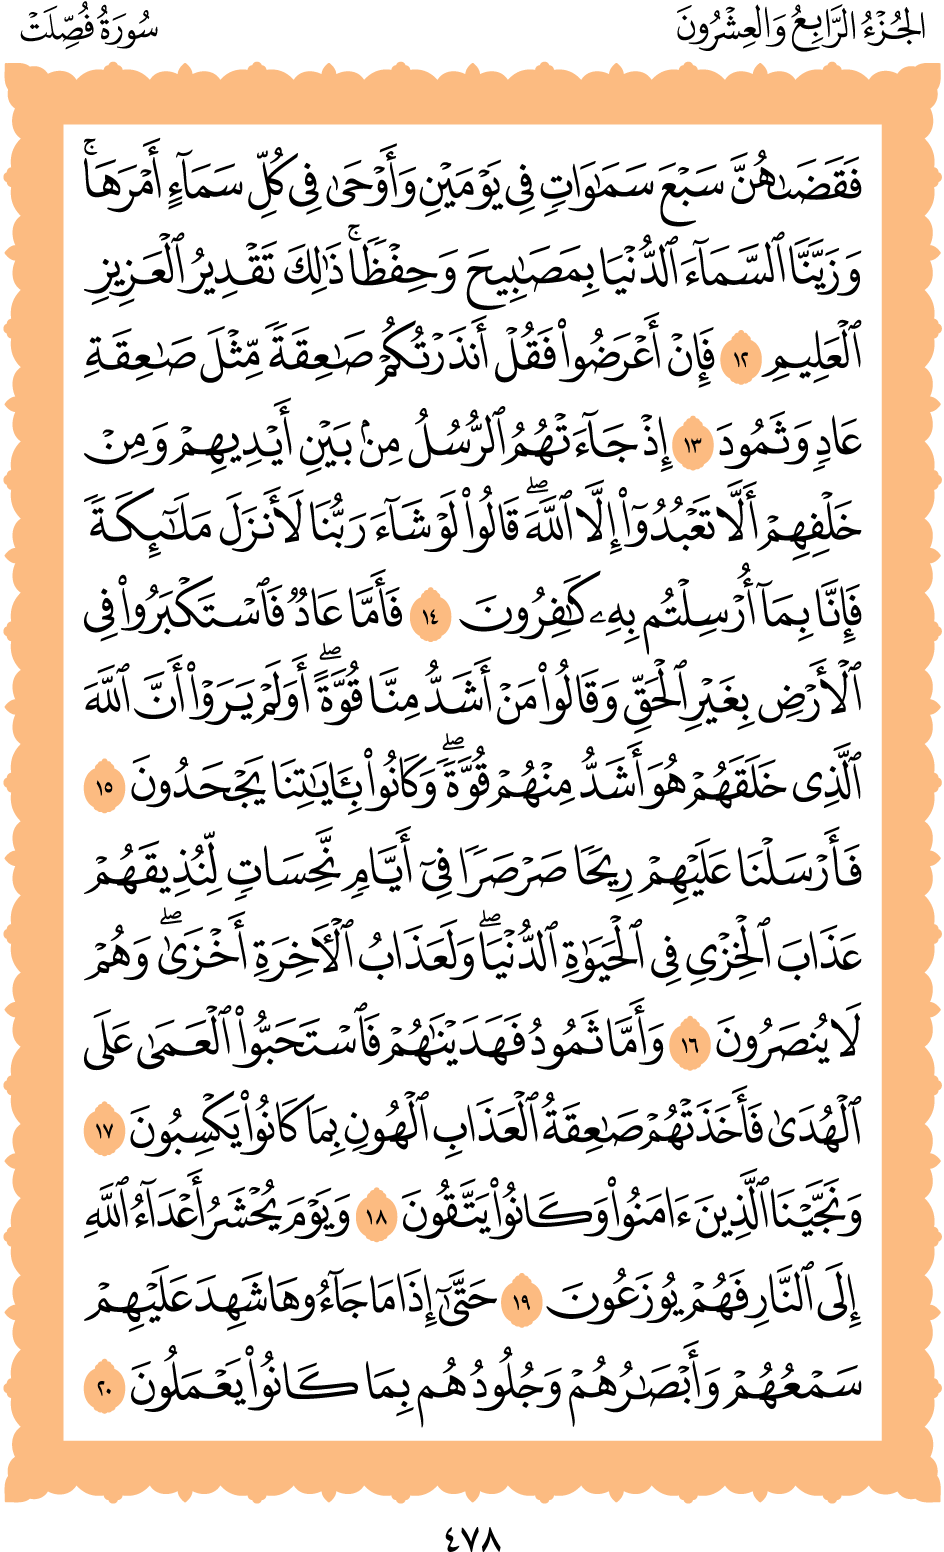 الجُزْءُ الرَّابِعُ وَالعِشْرُونَ
سُورَةُ فُصِّلَتْ
فَقَضَىٰهُنَّ سَبْعَ سَمَٰوَاتٖ فِي يَوْمَيْنِ وَأَوْحَىٰ فِي كُلِّ سَمَآءٍ أَمْرَهَاۚ
وَزَيَّنَّا ٱلسَّمَآءَ ٱلدُّنْيَا بِمَصَٰبِيحَ وَحِفْظٗاۚ ذَٰلِكَ تَقْدِيرُ ٱلْعَزِيزِ
ٱلْعَلِيمِ ١٢ فَإِنْ أَعْرَضُوا۟ فَقُلْ أَنذَرْتُكُمْ صَٰعِقَةٗ مِّثْلَ صَٰعِقَةِ
عَادٖ وَثَمُودَ ١٣ إِذْ جَآءَتْهُمُ ٱلرُّسُلُ مِنۢ بَيْنِ أَيْدِيهِمْ وَمِنْ
خَلْفِهِمْ أَلَّا تَعْبُدُوٓا۟ إِلَّا ٱللَّهَۖ قَالُوا۟ لَوْ شَآءَ رَبُّنَا لَأَنزَلَ مَلَٰٓئِكَةٗ
فَإِنَّا بِمَآ أُرْسِلْتُم بِهِۦ كَٰفِرُونَ ١٤ فَأَمَّا عَادٞ فَٱسْتَكْبَرُوا۟ فِي
ٱلْأَرْضِ بِغَيْرِ ٱلْحَقِّ وَقَالُوا۟ مَنْ أَشَدُّ مِنَّا قُوَّةًۖ أَوَلَمْ يَرَوْا۟ أَنَّ ٱللَّهَ
ٱلَّذِي خَلَقَهُمْ هُوَ أَشَدُّ مِنْهُمْ قُوَّةٗۖ وَكَانُوا۟ بِـَٔايَٰتِنَا يَجْحَدُونَ ١٥
فَأَرْسَلْنَا عَلَيْهِمْ رِيحٗا صَرْصَرٗا فِيٓ أَيَّامٖ نَّحِسَاتٖ لِّنُذِيقَهُمْ
عَذَابَ ٱلْخِزْيِ فِي ٱلْحَيَوٰةِ ٱلدُّنْيَاۖ وَلَعَذَابُ ٱلْأٓخِرَةِ أَخْزَىٰۖ وَهُمْ
لَا يُنصَرُونَ ١٦ وَأَمَّا ثَمُودُ فَهَدَيْنَٰهُمْ فَٱسْتَحَبُّوا۟ ٱلْعَمَىٰ عَلَى
ٱلْهُدَىٰ فَأَخَذَتْهُمْ صَٰعِقَةُ ٱلْعَذَابِ ٱلْهُونِ بِمَا كَانُوا۟ يَكْسِبُونَ ١٧
وَنَجَّيْنَا ٱلَّذِينَ ءَامَنُوا۟ وَكَانُوا۟ يَتَّقُونَ ١٨ وَيَوْمَ يُحْشَرُ أَعْدَآءُ ٱللَّهِ
إِلَى ٱلنَّارِ فَهُمْ يُوزَعُونَ ١٩ حَتَّىٰٓ إِذَا مَا جَآءُوهَا شَهِدَ عَلَيْهِمْ
سَمْعُهُمْ وَأَبْصَٰرُهُمْ وَجُلُودُهُم بِمَا كَانُوا۟ يَعْمَلُونَ ٢٠
٤٧٨